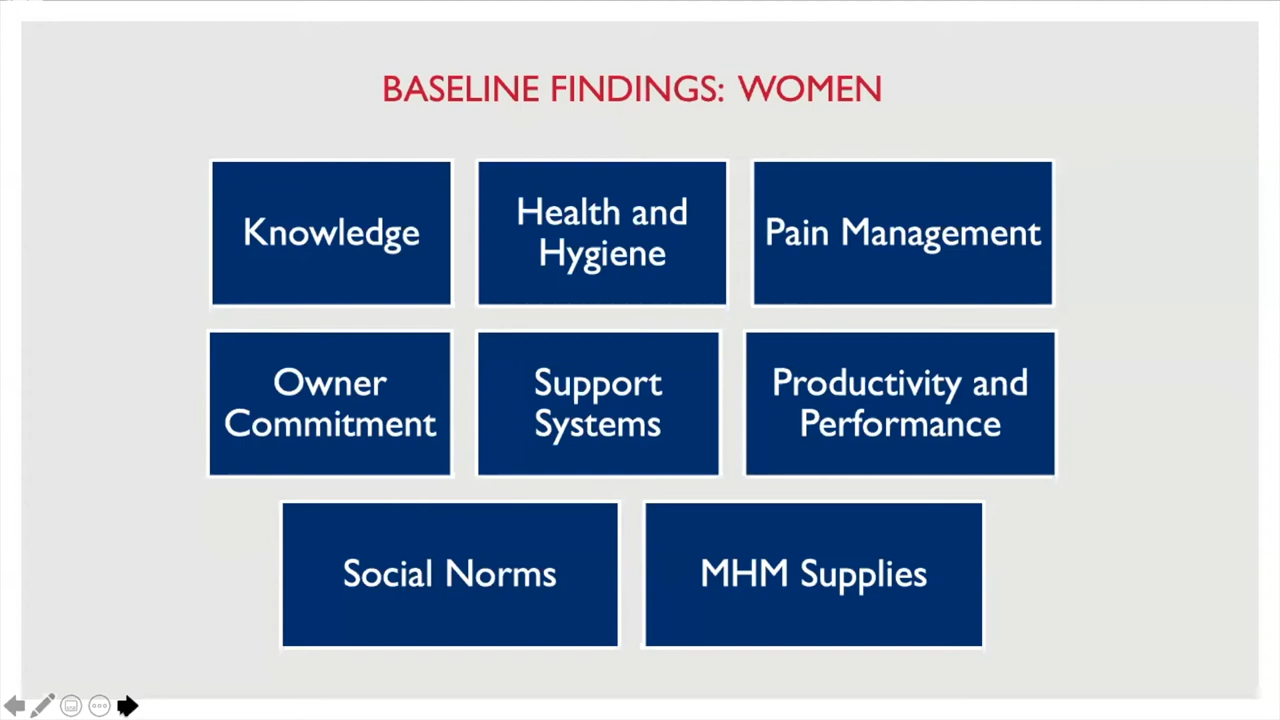 BASELINE FINDINGS: WOMEN
Knowledge
Health and
Hygiene
Pain Management
Owner
Commitment
Support
Systems
Productivity and
Performance
Social Norms
MHM Supplies